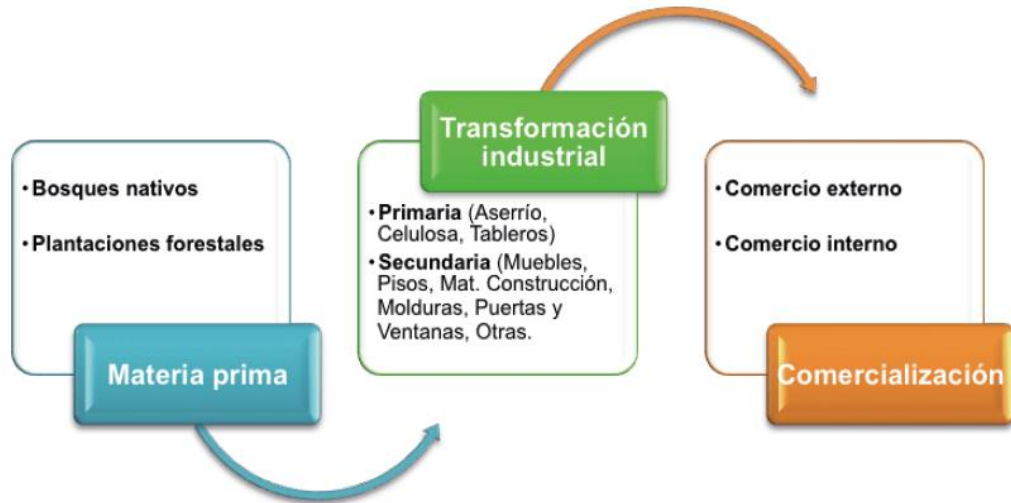 • Bosques nativos
• Plantaciones forestales
Materia prima
Transformación
industrial
• Primaria (Aserrío,
Celulosa, Tableros)
• Secundaria (Muebles,
Pisos, Mat. Construcción,
Molduras, Puertas y
Ventanas, Otras.
• Comercio externo
• Comercio interno
Comercialización